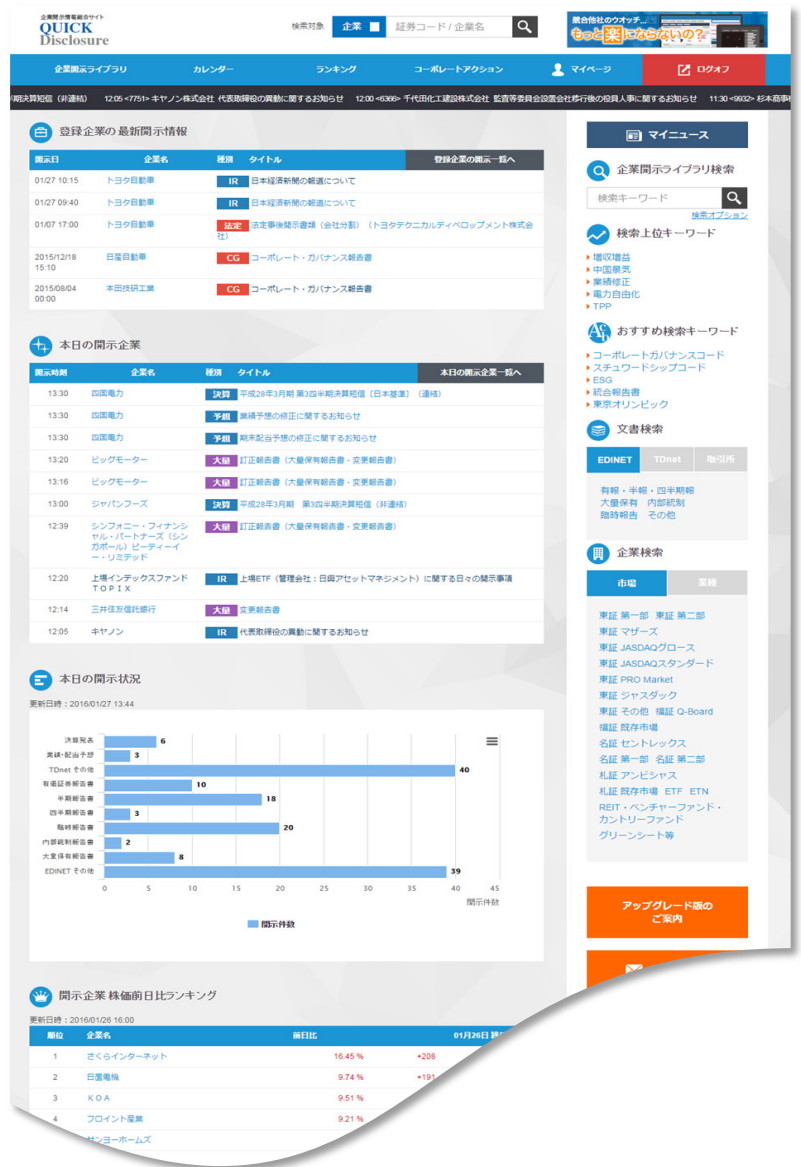 企業開示情報総合サイト
QUICK
Disclosure
検索対象 企業 証券コード / 企業名
競合他社のウオッチ…
もっと楽にならないの?
企業開示ライブラリ カレンダー ランキング コーポレートアクション マイページ ログオフ
期決算短信（非連結） 12:05 <7751> キヤノン株式会社 代表取締役の異動に関するお知らせ 12:00 <6366> 千代田化工建設株式会社 監査等委員会設置会社移行後の役員人事に関するお知らせ 11:30 <9932> 杉本商事
登録企業の最新開示情報
開示日 企業名 種別 タイトル 登録企業の開示一覧へ
01/27 10:15 トヨタ自動車 IR 日本経済新聞の報道について
01/27 09:40 トヨタ自動車 IR 日本経済新聞の報道について
01/07 17:00 トヨタ自動車 法定 法定事後開示書類（会社分割）（トヨタテクニカルディベロップメント株式会社）
2015/12/18 15:10 日産自動車 CG コーポレート・ガバナンス報告書
2015/08/04 00:00 本田技研工業 CG コーポレート・ガバナンス報告書
本日の開示企業
開示時刻 企業名 種別 タイトル 本日の開示企業一覧へ
13:30 四国電力 決算 平成28年3月期 第3四半期決算短信〔日本基準〕（連結）
13:30 四国電力 予想 業績予想の修正に関するお知らせ
13:30 四国電力 予想 期末配当予想の修正に関するお知らせ
13:20 ビッグモーター 大量 訂正報告書（大量保有報告書・変更報告書）
13:16 ビッグモーター 大量 訂正報告書（大量保有報告書・変更報告書）
13:00 ジャパンフーズ 決算 平成28年3月期 第3四半期決算短信（非連結）
12:39 シンフォニー・フィナンシャル・パートナーズ（シンガポール）ピーティーイー・リミテッド 大量 訂正報告書（大量保有報告書・変更報告書）
12:20 上場インデックスファンドＴＯＰＩＸ IR 上場ETF（管理会社：日興アセットマネジメント）に関する日々の開示事項
12:14 三井住友信託銀行 大量 変更報告書
12:05 キヤノン IR 代表取締役の異動に関するお知らせ
本日の開示状況
更新日時：2016/01/27 13:44
決算発表 6
業績・配当予想 3
TDnet その他 40
有価証券報告書 10
半期報告書 18
四半期報告書 3
臨時報告書 20
内部統制報告書 2
大量保有報告書 8
EDINET その他 39
0 5 10 15 20 25 30 35 40 45
開示件数
開示件数
開示企業 株価前日比ランキング
更新日時：2016/01/26 16:00
順位 企業名 前日比 01月26日
1 さくらインターネット 16.45 % +208
2 日置電機 9.74 % +191
3 ＫＯＡ 9.51 %
4 フロイント産業 9.21 %
サンヨーホームズ
マイニュース
企業開示ライブラリ検索
検索キーワード
検索オプション
検索上位キーワード
増収増益
中国景気
業績修正
電力自由化
TPP
おすすめ検索キーワード
コーポレートガバナンスコード
スチュワードシップコード
ESG
統合報告書
東京オリンピック
文書検索
EDINET TDnet 取引所
有報・半報・四半期報
大量保有 内部統制
臨時報告 その他
企業検索
市場 業種
東証 第一部 東証 第二部
東証 マザーズ
東証 JASDAQグロース
東証 JASDAQスタンダード
東証 PRO Market
東証 ジャスダック
東証 その他 福証 Q-Board
福証 既存市場
名証 セントレックス
名証 第一部 名証 第二部
札証 アンビシャス
札証 既存市場 ETF ETN
REIT・ベンチャーファンド・
カントリーファンド
グリーンシート等
アップグレード版の
ご案内